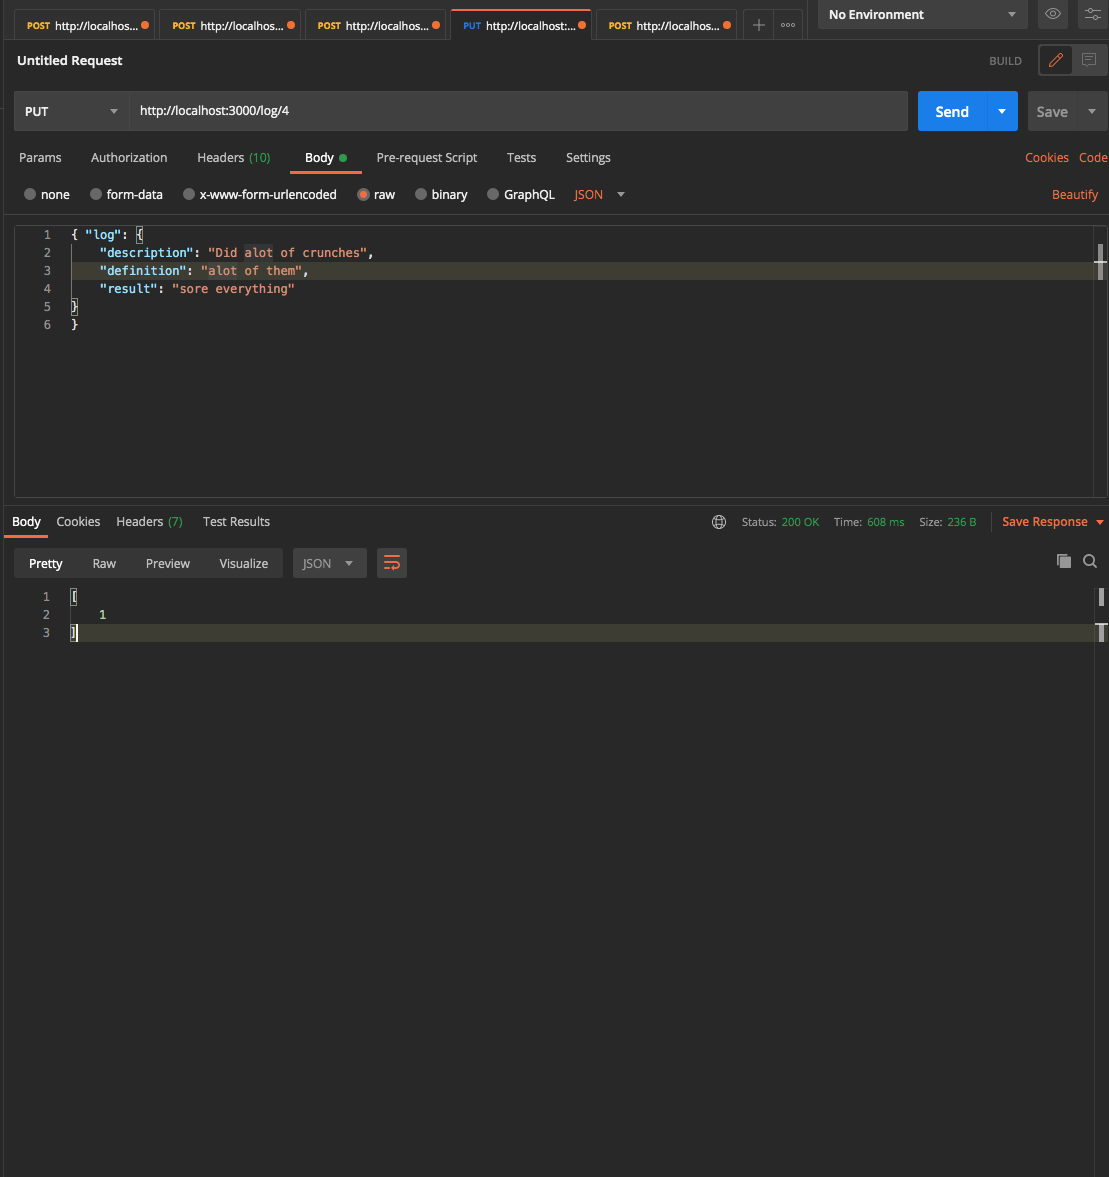 POST http://localhos... POST http://localhos... POST http://localhos... PUT http://localhost:... POST http://localhos... No Environment
Untitled Request BUILD
PUT http://localhost:3000/log/4 Send Save
Params Authorization Headers (10) Body Pre-request Script Tests Settings Cookies Code
none form-data x-www-form-urlencoded raw binary GraphQL JSON Beautify
1 { "log": {
2 "description": "Did alot of crunches",
3 "definition": "alot of them",
4 "result": "sore everything"
5 }
6 }
Body Cookies Headers (7) Test Results Status: 200 OK Time: 608 ms Size: 236 B Save Response
Pretty Raw Preview Visualize JSON
1 [
2 1
3 ]